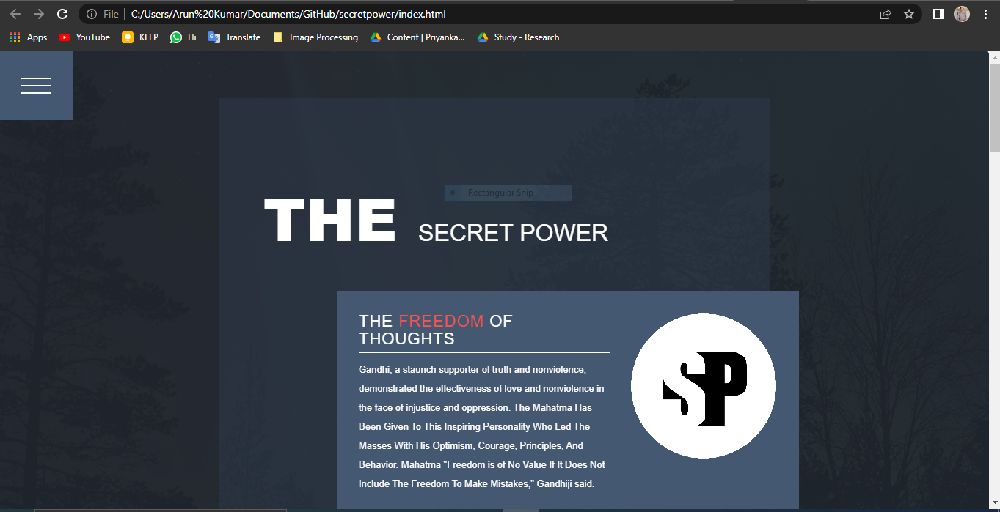 File C:/Users/Arun%20Kumar/Documents/GitHub/secretpower/index.html
Apps YouTube KEEP Hi Translate Image Processing Content | Priyanka... Study - Research
Rectangular Snip
THE SECRET POWER
THE FREEDOM OF
THOUGHTS
Gandhi, a staunch supporter of truth and nonviolence,
demonstrated the effectiveness of love and nonviolence in
the face of injustice and oppression. The Mahatma Has
Been Given To This Inspiring Personality Who Led The
Masses With His Optimism, Courage, Principles, And
Behavior. Mahatma "Freedom is of No Value If It Does Not
Include The Freedom To Make Mistakes," Gandhiji said.
SP